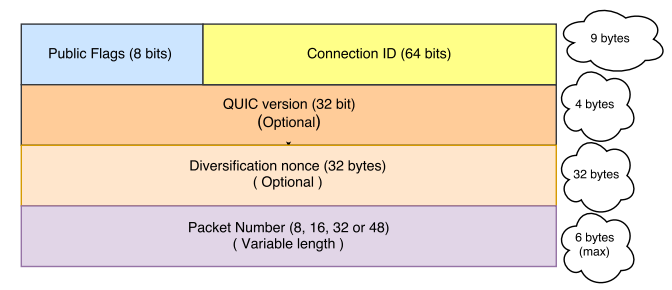 Public Flags (8 bits)
Connection ID (64 bits)
9 bytes
QUIC version (32 bit)
(Optional)
4 bytes
Diversification nonce (32 bytes)
( Optional )
32 bytes
Packet Number (8, 16, 32 or 48)
( Variable length )
6 bytes
(max)